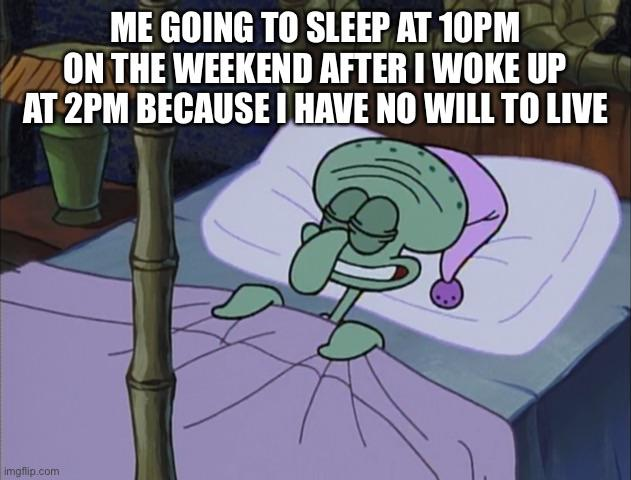 ME GOING TO SLEEP AT 10PM
ON THE WEEKEND AFTER I WOKE UP
AT 2PM BECAUSE I HAVE NO WILL TO LIVE
imgflip.com